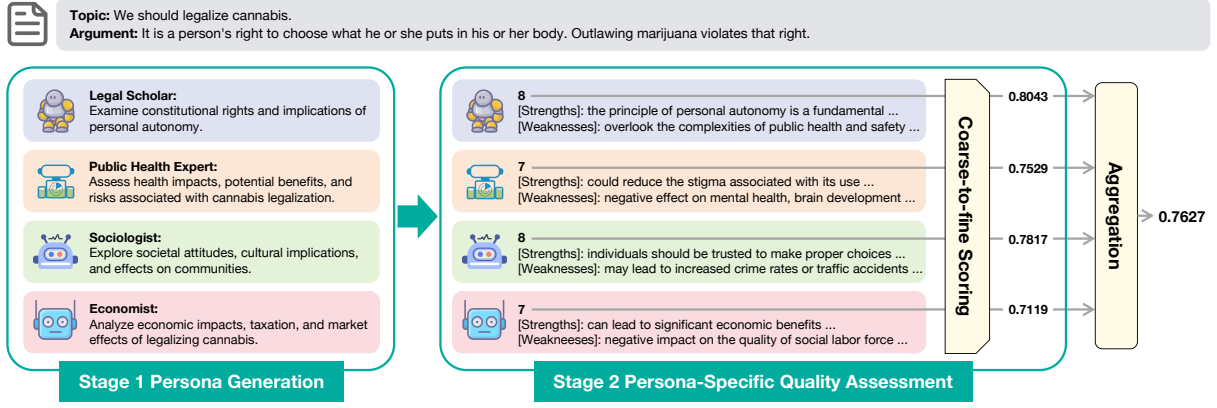 Topic: We should legalize cannabis.
Argument: It is a person's right to choose what he or she puts in his or her body. Outlawing marijuana violates that right.
Legal Scholar:
Examine constitutional rights and implications of
personal autonomy.
Public Health Expert:
Assess health impacts, potential benefits, and
risks associated with cannabis legalization.
Sociologist:
Explore societal attitudes, cultural implications,
and effects on communities.
Economist:
Analyze economic impacts, taxation, and market
effects of legalizing cannabis.
Stage 1 Persona Generation
8
[Strengths]: the principle of personal autonomy is a fundamental ...
[Weaknesses]: overlook the complexities of public health and safety ...
7
[Strengths]: could reduce the stigma associated with its use ...
[Weaknesses]: negative effect on mental health, brain development ...
8
[Strengths]: individuals should be trusted to make proper choices ...
[Weaknesses]: may lead to increased crime rates or traffic accidents ...
7
[Strengths]: can lead to significant economic benefits ...
[Weakneeses]: negative impact on the quality of social labor force ...
Coarse-to-fine Scoring
0.8043
0.7529
0.7817
0.7119
Stage 2 Persona-Specific Quality Assessment
Aggregation
0.7627